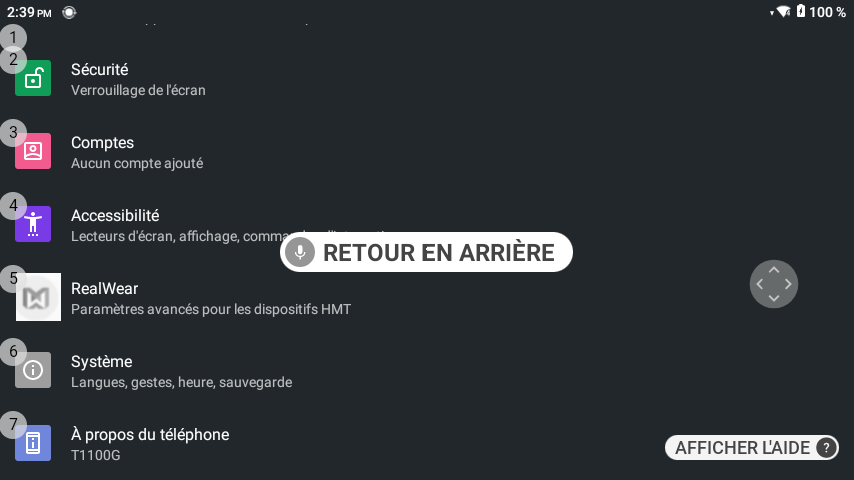 2:39 PM
100 %
1
2
Sécurité
Verrouillage de l'écran
3
Comptes
Aucun compte ajouté
4
Accessibilité
Lecteurs d'écran, affichage,
RETOUR EN ARRIÈRE
5
RealWear
Paramètres avancés pour les dispositifs HMT
6
Système
Langues, gestes, heure, sauvegarde
7
À propos du téléphone
T1100G
AFFICHER L'AIDE ?